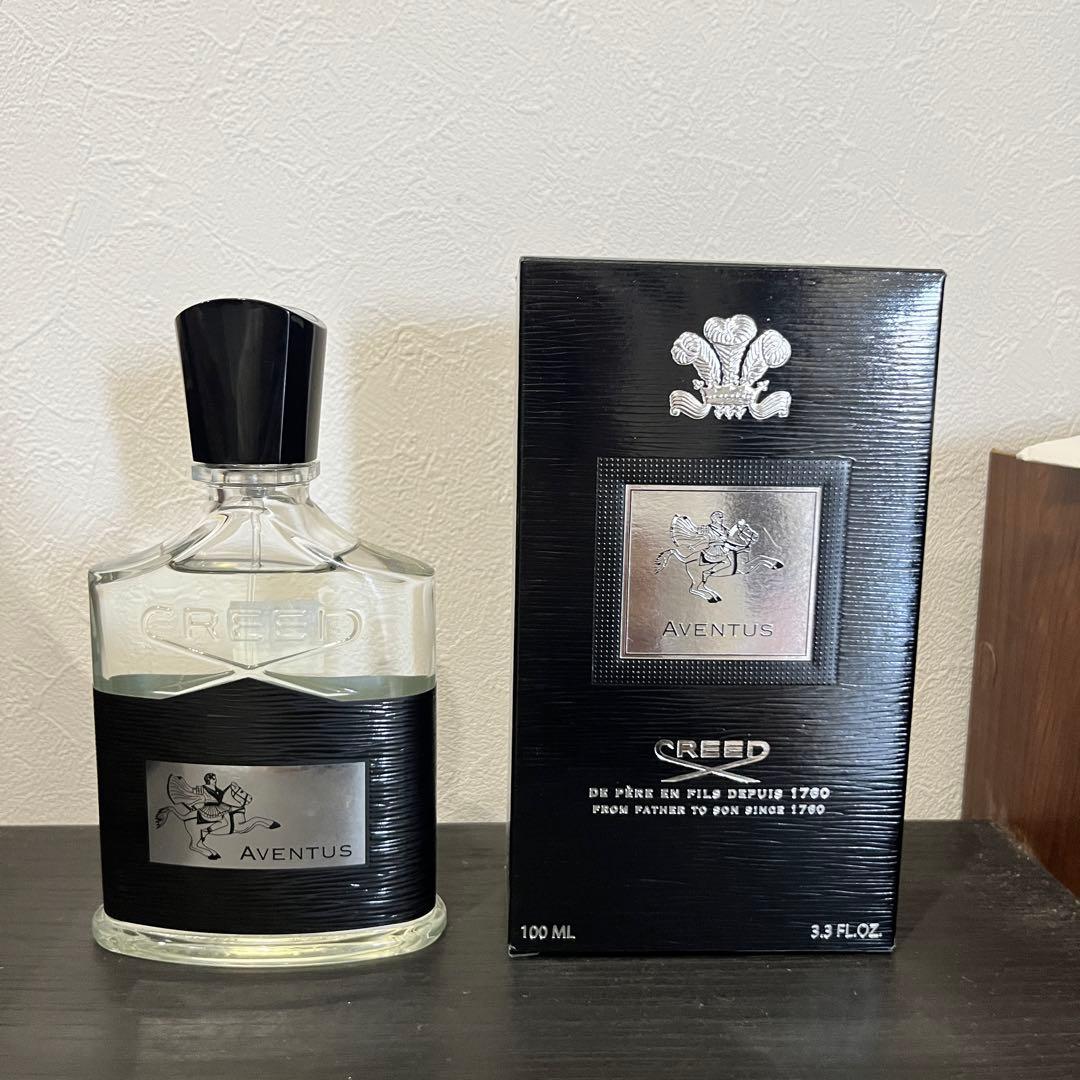 CREED
AVENTUS
AVENTUS
CREED
DE PÈRE EN FILS DEPUIS 1760
FROM FATHER TO SON SINCE 1760
100 ML
3.3 FL.OZ.